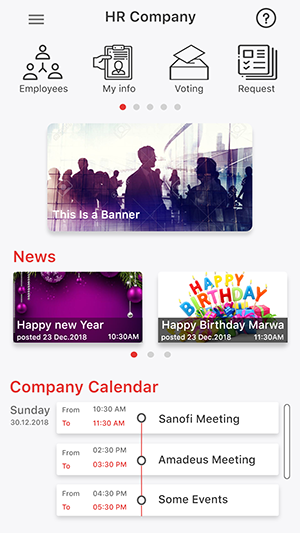 HR Company
?
Employees My info Voting Request
This Is a Banner
News
Happy new Year
posted 23 Dec.2018 10:30AM
HAPPY
BIRTHDAY
Happy Birthday Marwa
posted 23 Dec.2018 11:30AM
Company Calendar
Sunday
30.12.2018
From 10:30 AM
To 11:30 AM
Sanofi Meeting
From 02:30 PM
To 03:30 PM
Amadeus Meeting
From 04:30 PM
To 05:30 PM
Some Events